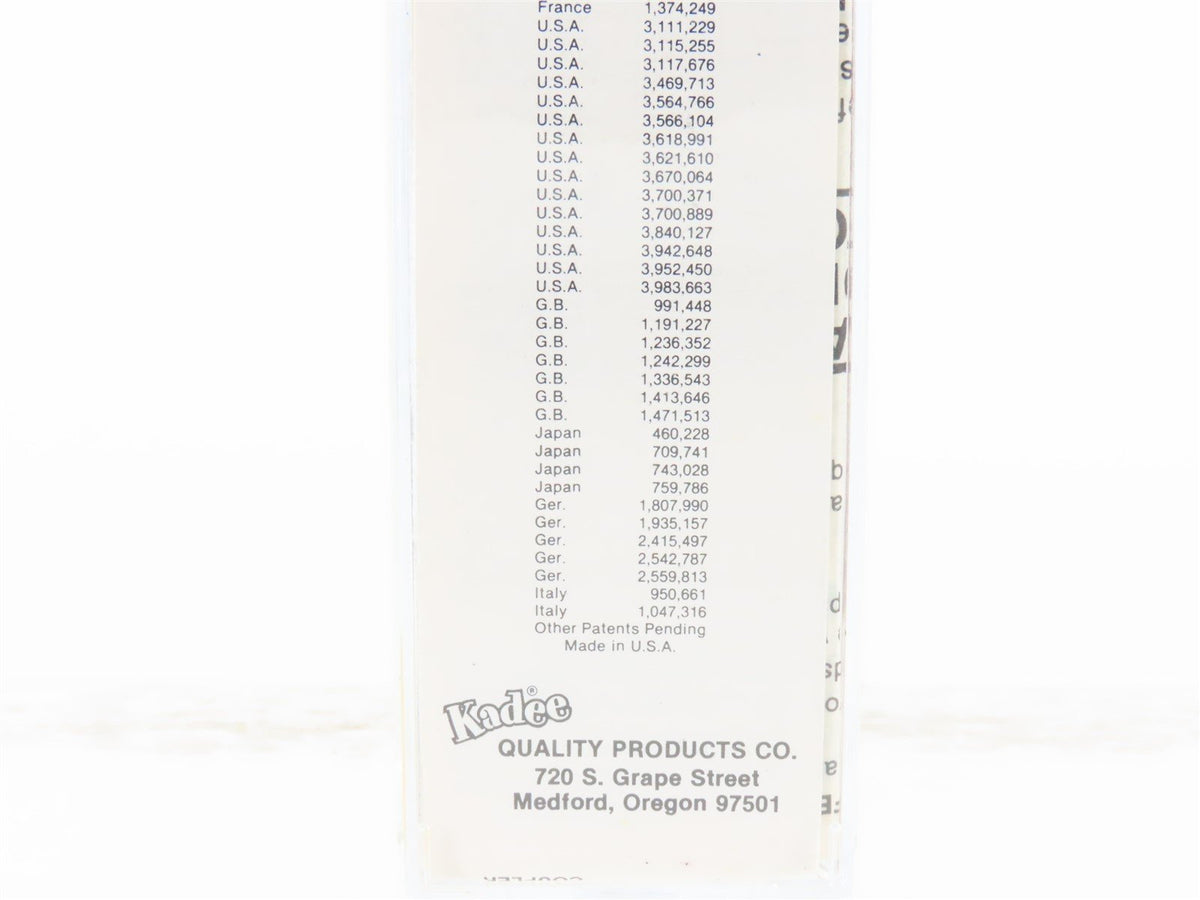 France 1,374,249
U.S.A. 3,111,229
U.S.A. 3,115,255
U.S.A. 3,117,676
U.S.A. 3,469,713
U.S.A. 3,564,766
U.S.A. 3,566,104
U.S.A. 3,618,991
U.S.A. 3,621,610
U.S.A. 3,670,064
U.S.A. 3,700,371
U.S.A. 3,700,889
U.S.A. 3,840,127
U.S.A. 3,942,648
U.S.A. 3,952,450
U.S.A. 3,983,663
G.B. 991,448
G.B. 1,191,227
G.B. 1,236,352
G.B. 1,242,299
G.B. 1,336,543
G.B. 1,413,646
G.B. 1,471,513
Japan 460,228
Japan 709,741
Japan 743,028
Japan 759,786
Ger. 1,807,990
Ger. 1,935,157
Ger. 2,415,497
Ger. 2,542,787
Ger. 2,559,813
Italy 950,661
Italy 1,047,316
Other Patents Pending
Made in U.S.A.
Kadee®
QUALITY PRODUCTS CO.
720 S. Grape Street
Medford, Oregon 97501